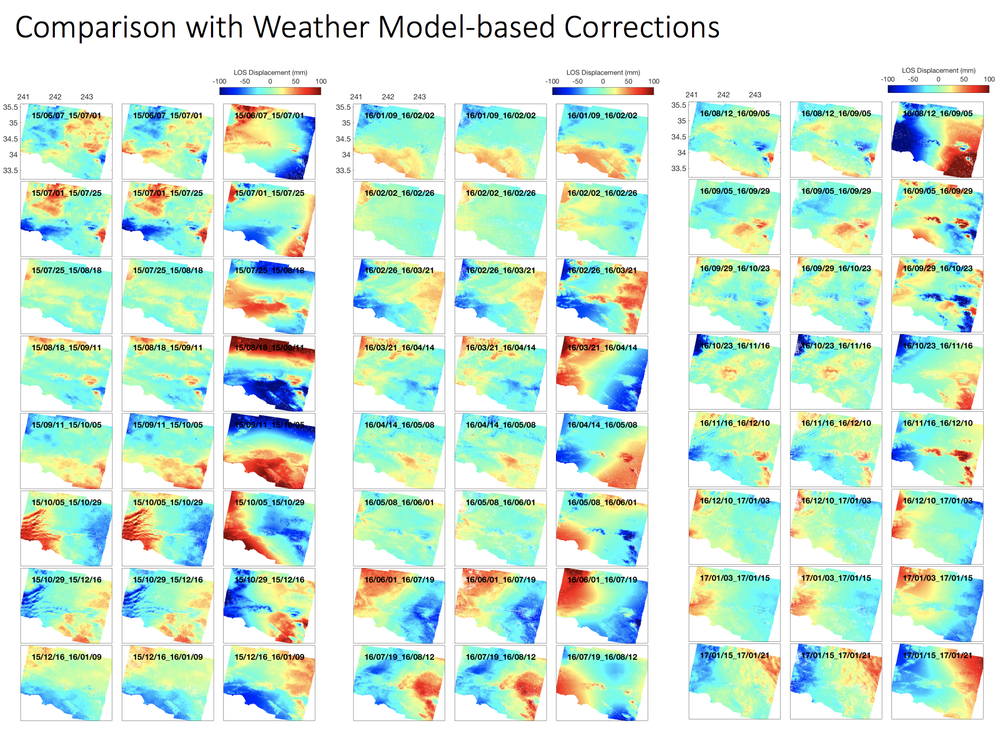 Comparison with Weather Model-based Corrections
LOS Displacement (mm)
-100 -50 0 50 100
241 242 243
35.5
35
34.5
34
33.5
15/06/07_15/07/01 15/06/07_15/07/01 15/06/07_15/07/01
15/07/01_15/07/25 15/07/01_15/07/25 15/07/01_15/07/25
15/07/25_15/08/18 15/07/25_15/08/18 15/07/25_15/08/18
15/08/18_15/09/11 15/08/18_15/09/11 15/08/18_15/09/11
15/09/11_15/10/05 15/09/11_15/10/05 15/09/11_15/10/05
15/10/05_15/10/29 15/10/05_15/10/29 15/10/05_15/10/29
15/10/29_15/12/16 15/10/29_15/12/16 15/10/29_15/12/16
15/12/16_16/01/09 15/12/16_16/01/09 15/12/16_16/01/09
LOS Displacement (mm)
-100 -50 0 50 100
241 242 243
35.5
35
34.5
34
33.5
16/01/09_16/02/02 16/01/09_16/02/02 16/01/09_16/02/02
16/02/02_16/02/26 16/02/02_16/02/26 16/02/02_16/02/26
16/02/26_16/03/21 16/02/26_16/03/21 16/02/26_16/03/21
16/03/21_16/04/14 16/03/21_16/04/14 16/03/21_16/04/14
16/04/14_16/05/08 16/04/14_16/05/08 16/04/14_16/05/08
16/05/08_16/06/01 16/05/08_16/06/01 16/05/08_16/06/01
16/06/01_16/07/19 16/06/01_16/07/19 16/06/01_16/07/19
16/07/19_16/08/12 16/07/19_16/08/12 16/07/19_16/08/12
LOS Displacement (mm)
-100 -50 0 50 100
241 242 243
35.5
35
34.5
34
33.5
16/08/12_16/09/05 16/08/12_16/09/05 16/08/12_16/09/05
16/09/05_16/09/29 16/09/05_16/09/29 16/09/05_16/09/29
16/09/29_16/10/23 16/09/29_16/10/23 16/09/29_16/10/23
16/10/23_16/11/16 16/10/23_16/11/16 16/10/23_16/11/16
16/11/16_16/12/10 16/11/16_16/12/10 16/11/16_16/12/10
16/12/10_17/01/03 16/12/10_17/01/03 16/12/10_17/01/03
17/01/03_17/01/15 17/01/03_17/01/15 17/01/03_17/01/15
17/01/15_17/01/21 17/01/15_17/01/21 17/01/15_17/01/21